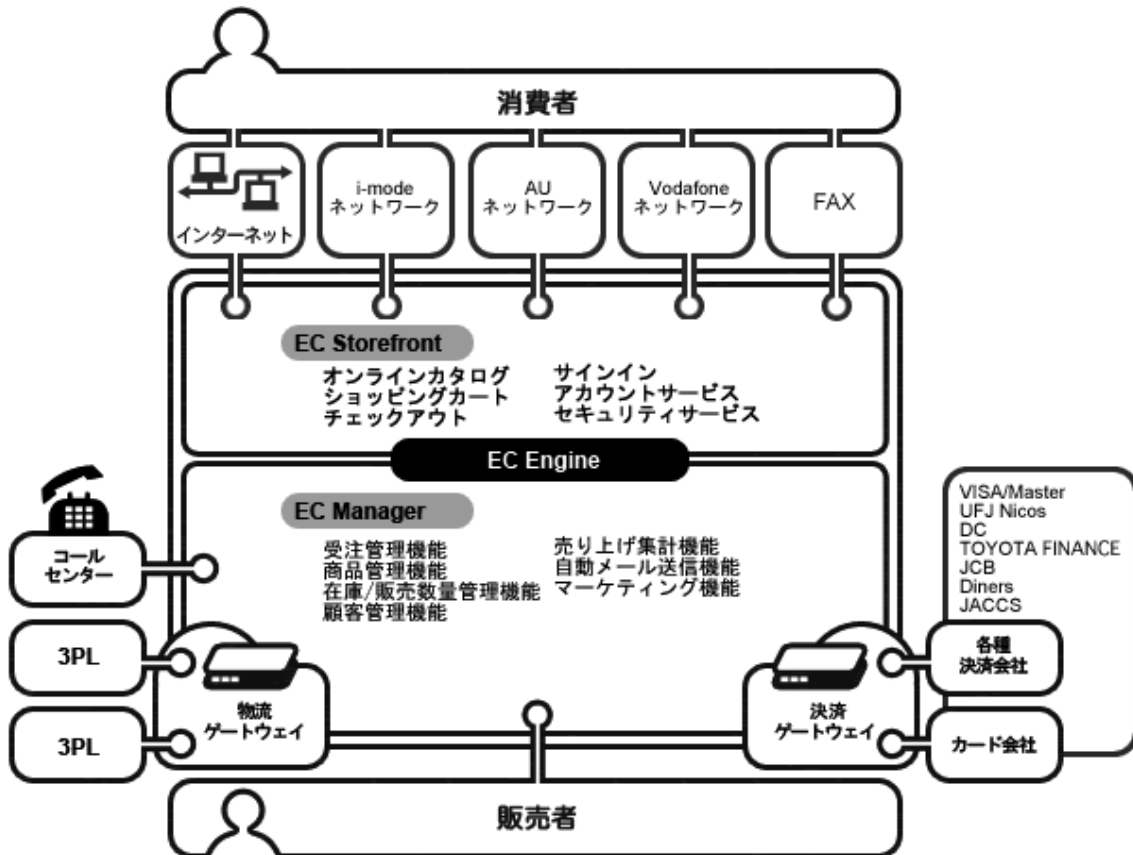 消費者
インターネット
i-mode
ネットワーク
AU
ネットワーク
Vodafone
ネットワーク
FAX
EC Storefront
オンラインカタログ
ショッピングカート
チェックアウト
サインイン
アカウントサービス
セキュリティサービス
EC Engine
EC Manager
受注管理機能
商品管理機能
在庫/販売数量管理機能
顧客管理機能
売り上げ集計機能
自動メール送信機能
マーケティング機能
コール
センター
3PL
3PL
物流
ゲートウェイ
決済
ゲートウェイ
VISA/Master
UFJ Nicos
DC
TOYOTA FINANCE
JCB
Diners
JACCS
各種
決済会社
カード会社
販売者